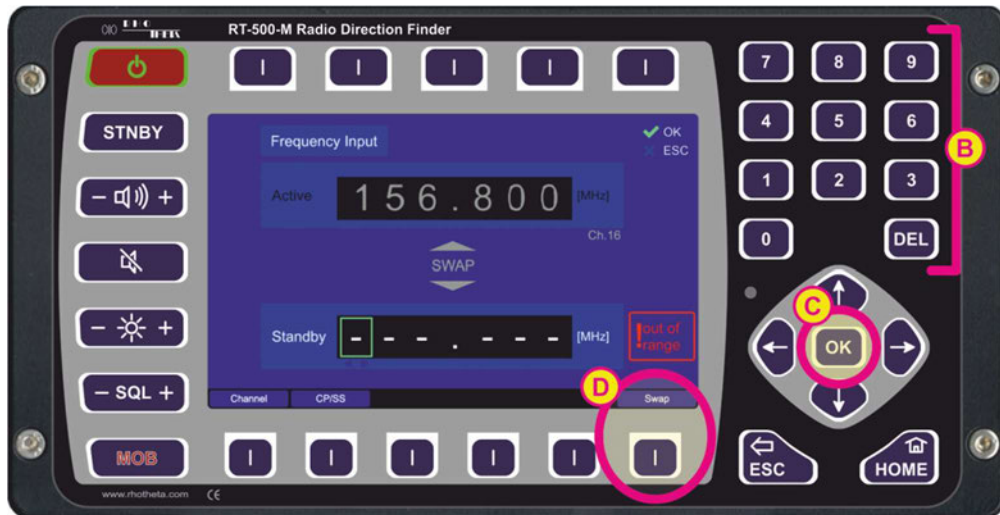 RHO THETA
RT-500-M Radio Direction Finder
7
8
9
STNBY
4
5
6
B
Frequency Input
OK
ESC
Active
156.800
[MHz]
1
2
3
- +
Ch.16
0
DEL
SWAP
C
- +
Standby
- - - . - - -
[MHz]
! out of
range
OK
- SQL +
D
Channel
CP/SS
Swap
MOB
I
I
I
I
I
I
I
I
I
I
I
ESC
HOME
www.rhotheta.com
CE